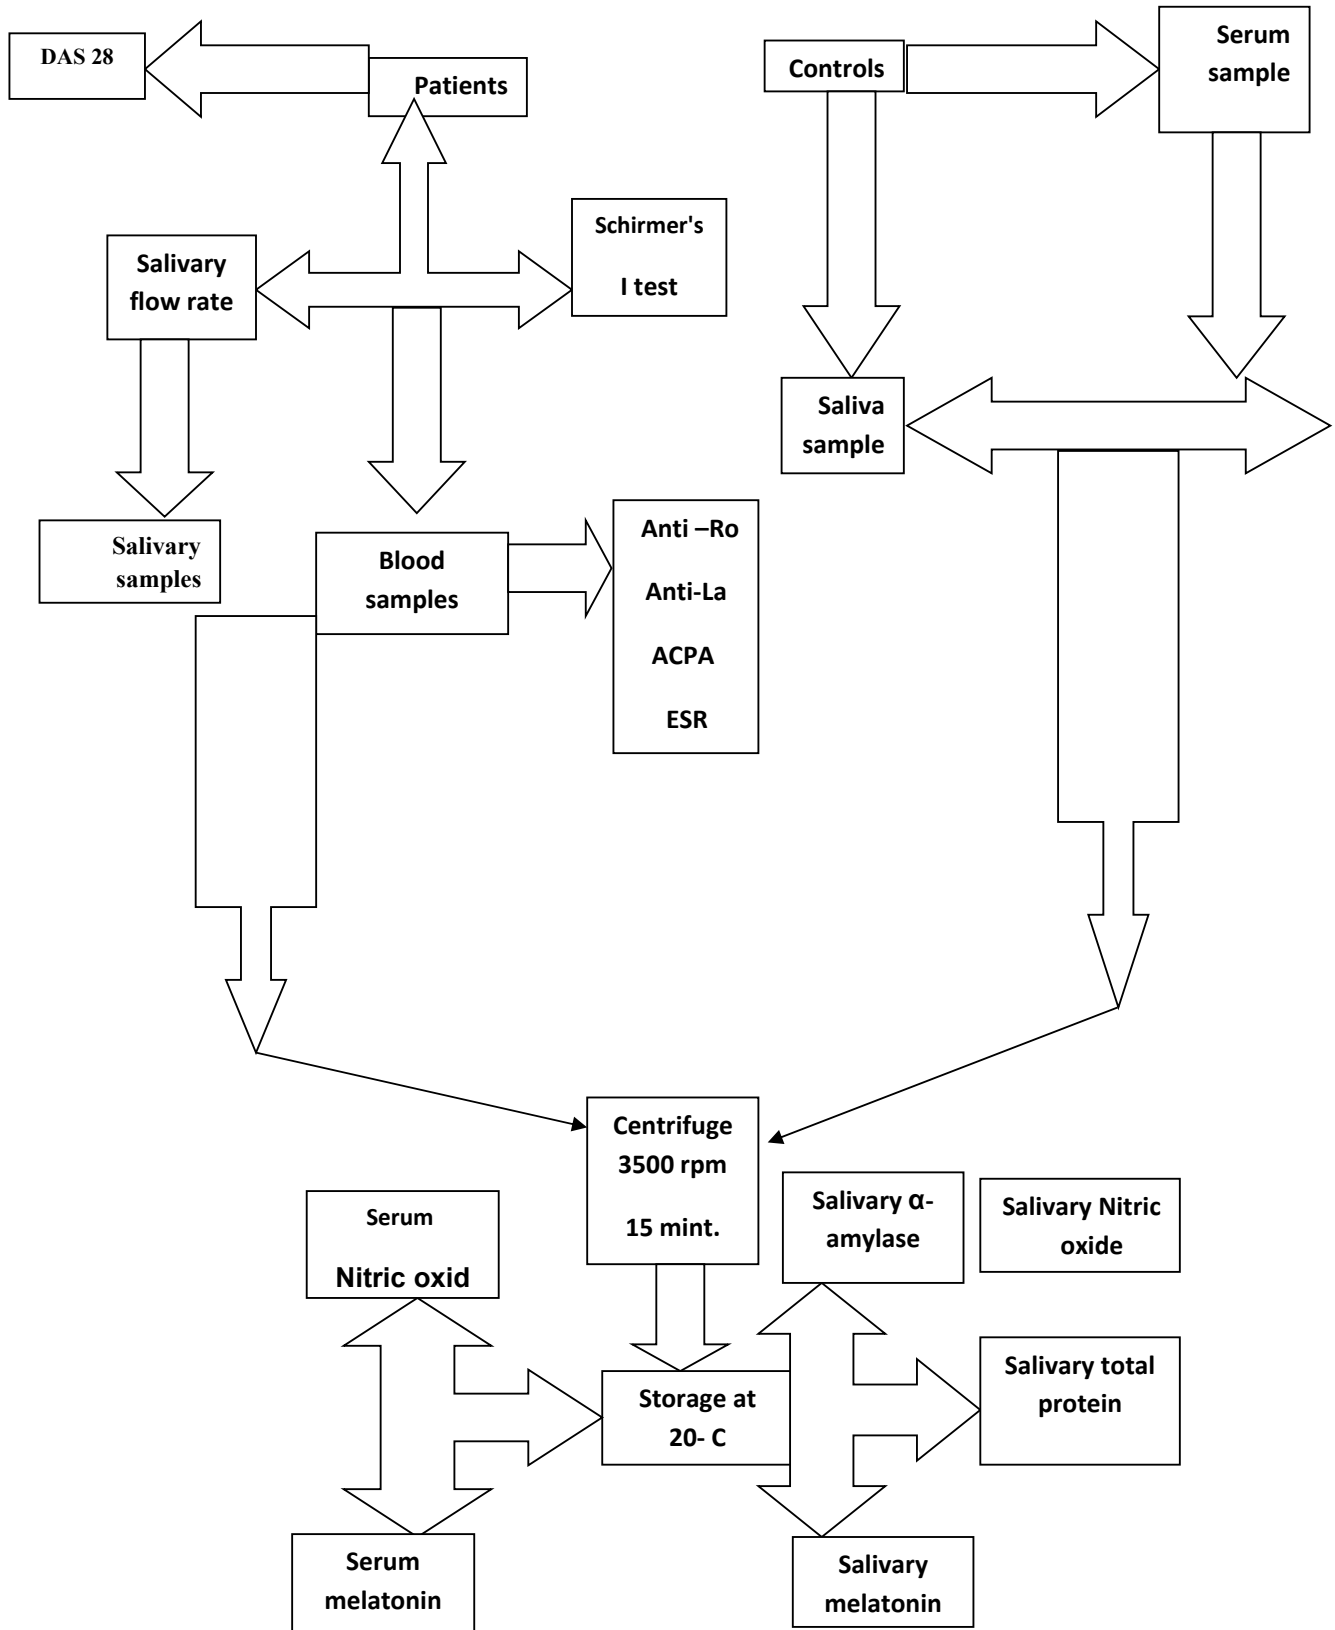 DAS 28
Patients
Controls
Serum
sample
Schirmer's
I test
Salivary
flow rate
Saliva
sample
Salivary
samples
Blood
samples
Anti –Ro
Anti-La
ACPA
ESR
Centrifuge
3500 rpm
15 mint.
Serum
Nitric oxid
Salivary α-
amylase
Salivary Nitric
oxide
Storage at
20- C
Salivary total
protein
Serum
melatonin
Salivary
melatonin